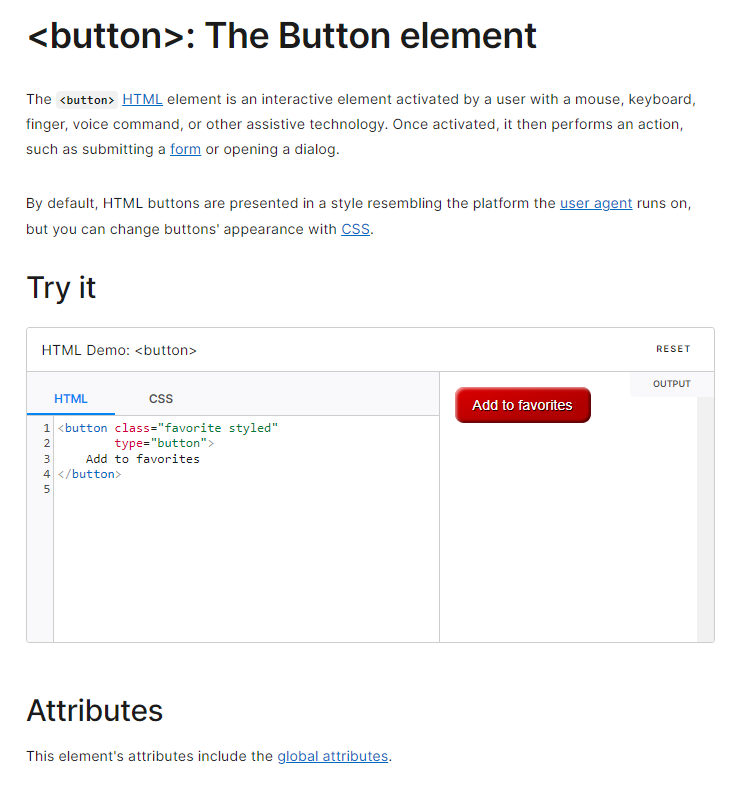 <button>: The Button element
The <button> HTML element is an interactive element activated by a user with a mouse, keyboard,
finger, voice command, or other assistive technology. Once activated, it then performs an action,
such as submitting a form or opening a dialog.
By default, HTML buttons are presented in a style resembling the platform the user agent runs on,
but you can change buttons' appearance with CSS.
Try it
HTML Demo: <button>
RESET
HTML CSS
1 <button class="favorite styled"
2 type="button">
3 Add to favorites
4 </button>
5
OUTPUT
Add to favorites
Attributes
This element's attributes include the global attributes.